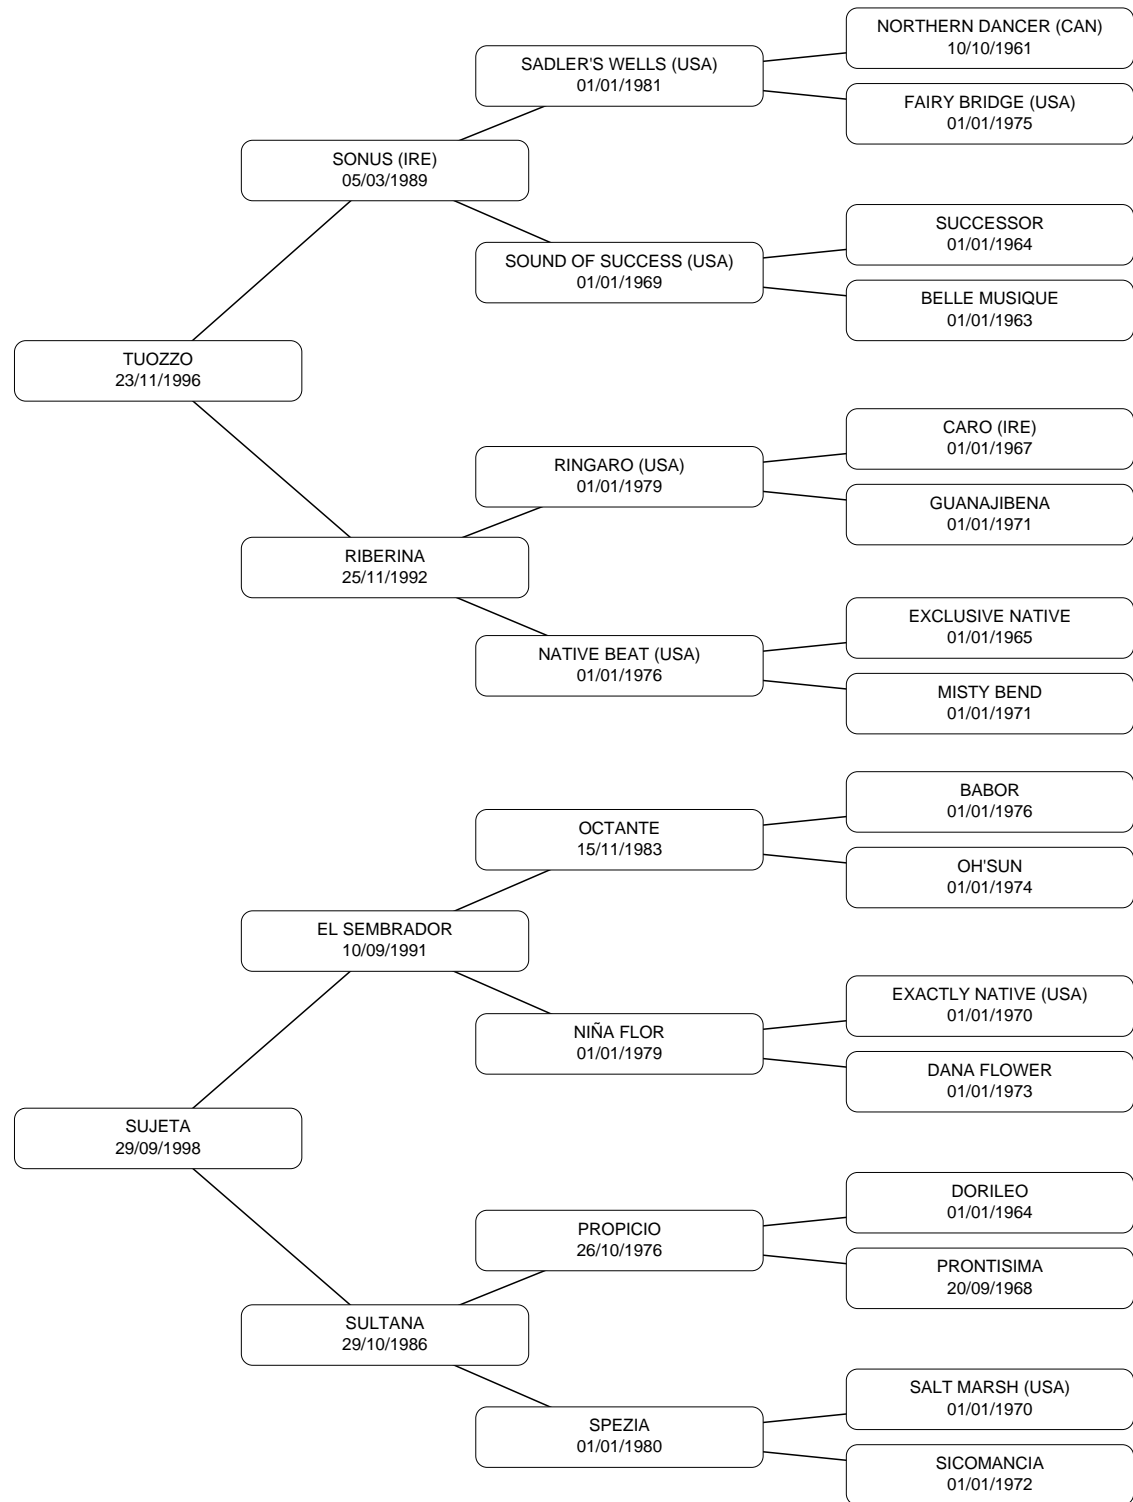 NORTHERN DANCER (CAN)
10/10/1961
SADLER'S WELLS (USA)
01/01/1981
FAIRY BRIDGE (USA)
01/01/1975
SONUS (IRE)
05/03/1989
SUCCESSOR
01/01/1964
SOUND OF SUCCESS (USA)
01/01/1969
BELLE MUSIQUE
01/01/1963
TUOZZO
23/11/1996
CARO (IRE)
01/01/1967
RINGARO (USA)
01/01/1979
GUANAJIBENA
01/01/1971
RIBERINA
25/11/1992
EXCLUSIVE NATIVE
01/01/1965
NATIVE BEAT (USA)
01/01/1976
MISTY BEND
01/01/1971
BABOR
01/01/1976
OCTANTE
15/11/1983
OH'SUN
01/01/1974
EL SEMBRADOR
10/09/1991
EXACTLY NATIVE (USA)
01/01/1970
NIÑA FLOR
01/01/1979
DANA FLOWER
01/01/1973
SUJETA
29/09/1998
DORILEO
01/01/1964
PROPICIO
26/10/1976
PRONTISIMA
20/09/1968
SULTANA
29/10/1986
SALT MARSH (USA)
01/01/1970
SPEZIA
01/01/1980
SICOMANCIA
01/01/1972